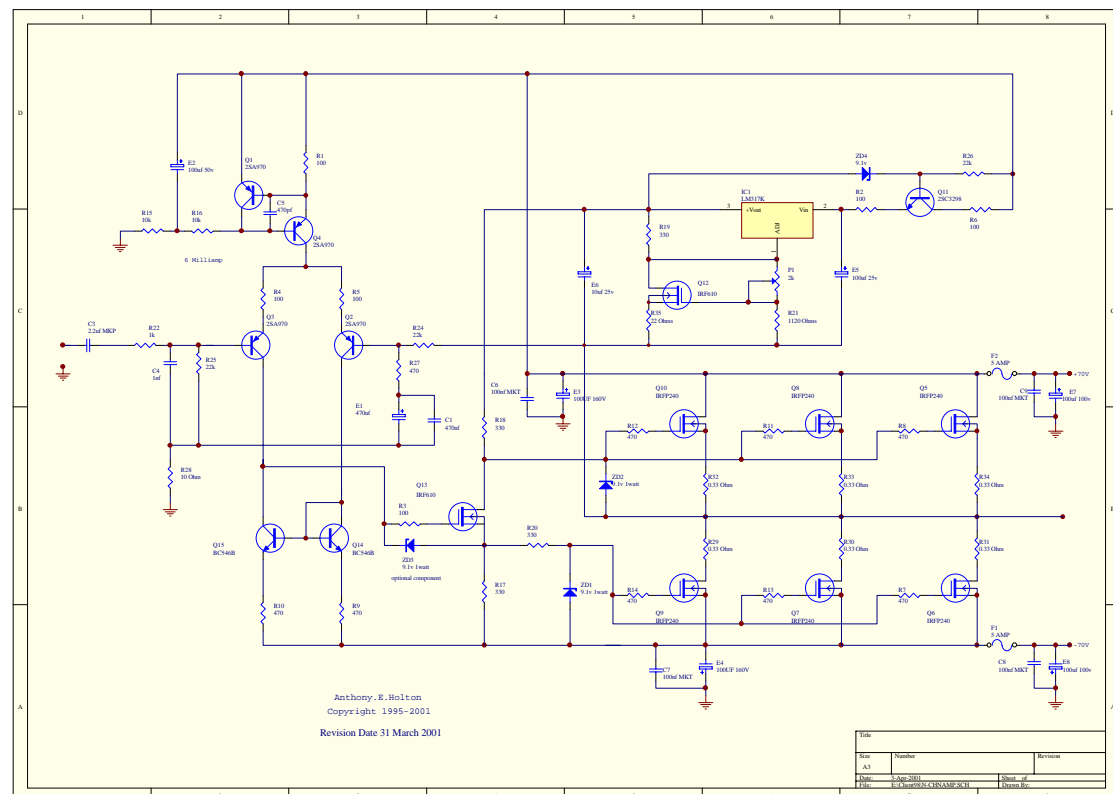 1 2 3 4 5 6 7 8
D
C
B
A
E2
100uf 50v
Q1
2SA970
R1
100
C5
470pf
Q4
2SA970
R15
10k
R16
10k
6 Milliamp
R4
100
R5
100
Q3
2SA970
Q2
2SA970
C3
2.2uf MKP
R22
1k
C4
1nf
R25
22k
R24
22k
R27
470
E1
470uf
C1
470nf
R28
10 Ohm
Q15
BC546B
Q14
BC546B
R10
470
R9
470
R3
100
Q13
IRF610
ZD3
9.1v 1watt
optional component
R18
330
R17
330
R20
330
ZD1
9.1v 1watt
ZD4
9.1v
R26
22k
IC1
LM317K
+Vout
Vin
ADJ
3
2
1
R2
100
Q11
2SC3298
R6
100
R19
330
P1
2k
E5
100uf 25v
E6
10uf 25v
Q12
IRF610
R35
22 Ohms
R21
1120 Ohms
C6
100nf MKT
E3
100UF 160V
Q10
IRFP240
Q8
IRFP240
Q5
IRFP240
F2
5 AMP
+70V
C9
100nf MKT
E7
100uf 100v
R12
470
R11
470
R8
470
ZD2
9.1v 1watt
R32
0.33 Ohm
R33
0.33 Ohm
R34
0.33 Ohm
R29
0.33 Ohm
R30
0.33 Ohm
R31
0.33 Ohm
R14
470
R13
470
R7
470
Q9
IRFP240
Q7
IRFP240
Q6
IRFP240
F1
5 AMP
-70V
C7
100nf MKT
E4
100UF 160V
C8
100nf MKT
E8
100uf 100v
Anthony.E.Holton
Copyright 1995-2001
Revision Date 31 March 2001
Title
Size
A3
Number
Revision
Date: 3-Apr-2001 Sheet of
File: E:\Client98\N-CHNAMP.SCH Drawn By: